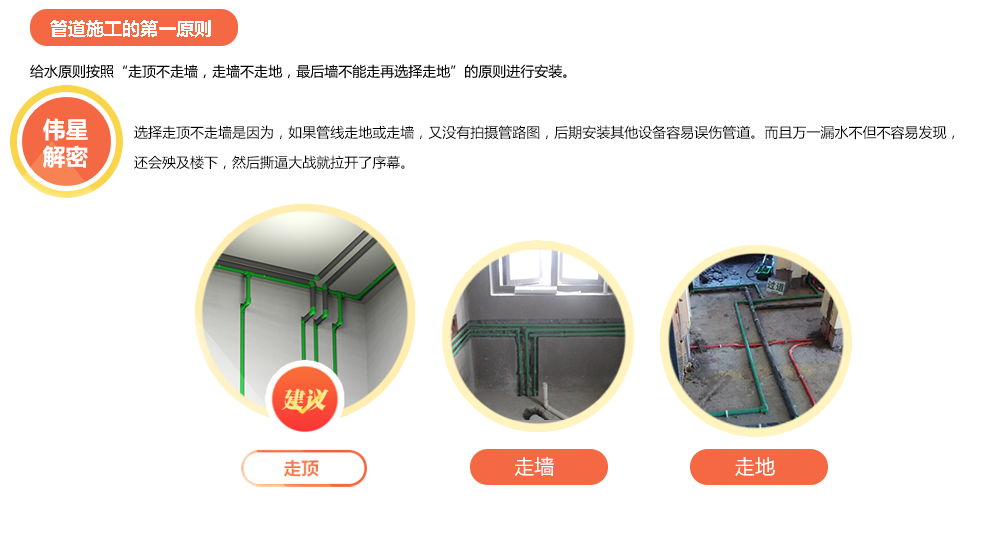 管道施工的第一原则
给水原则按照“走顶不走墙，走墙不走地，最后墙不能走再选择走地”的原则进行安装。
伟星
解密
选择走顶不走墙是因为，如果管线走地或走墙，又没有拍摄管路图，后期安装其他设备容易误伤管道。而且万一漏水不但不容易发现，
还会殃及楼下，然后撕逼大战就拉开了序幕。
过道
建议
走顶
走墙
走地